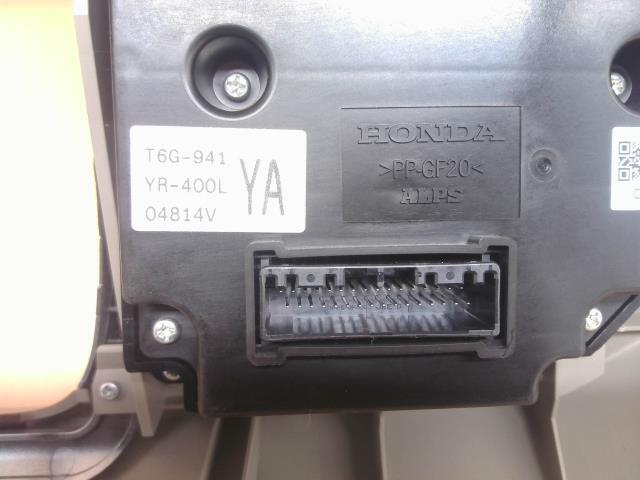 T6G-941
YR-400L
04814V
YA
HONDA
>PP-GF20<
ALPS